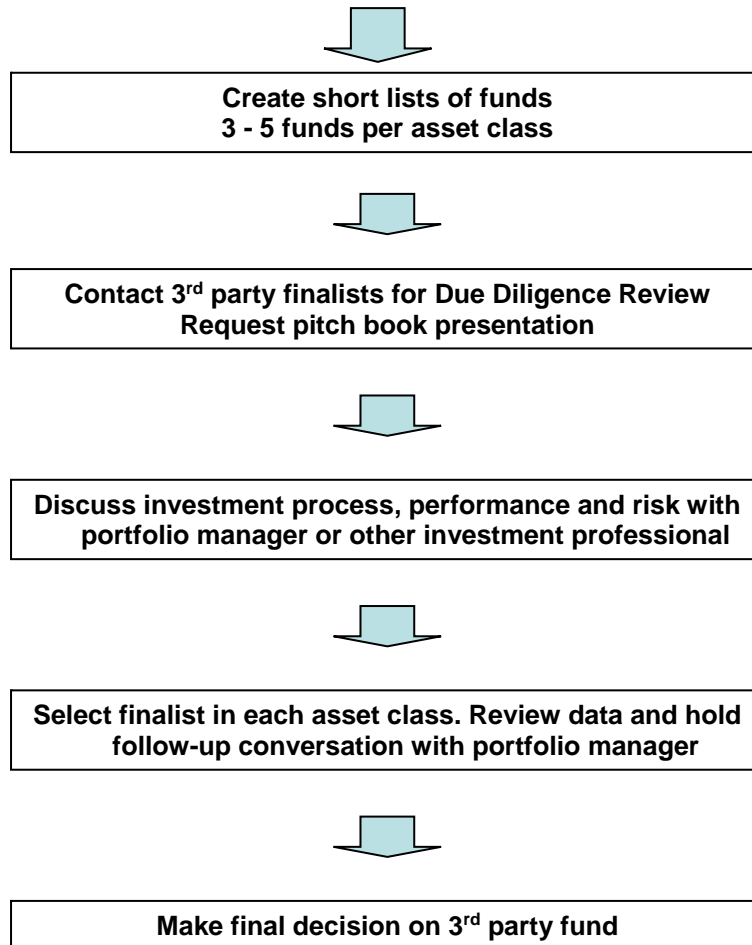 Create short lists of funds
3 - 5 funds per asset class
Contact 3rd party finalists for Due Diligence Review
Request pitch book presentation
Discuss investment process, performance and risk with
portfolio manager or other investment professional
Select finalist in each asset class. Review data and hold
follow-up conversation with portfolio manager
Make final decision on 3rd party fund